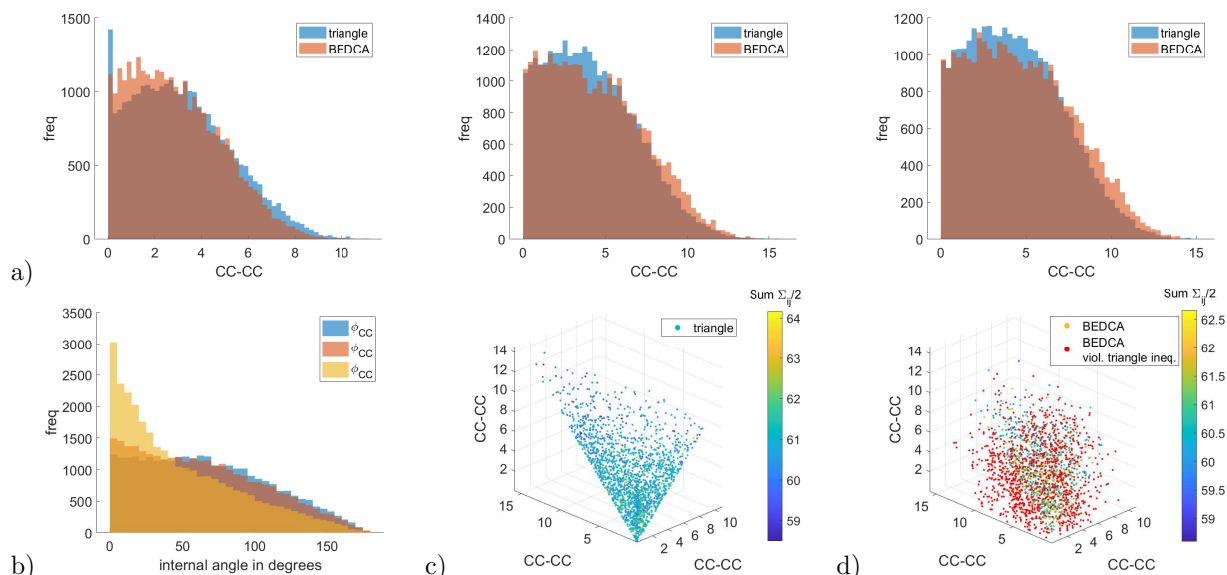 a)
1500
1000
500
0
freq
0 2 4 6 8 10
CC-CC
triangle
BEDCA
1400
1200
1000
800
600
400
200
0
freq
0 5 10 15
CC-CC
triangle
BEDCA
1200
1000
800
600
400
200
0
freq
0 5 10 15
CC-CC
triangle
BEDCA
b)
3500
3000
2500
2000
1500
1000
500
0
freq
0 50 100 150
internal angle in degrees
ϕCC
ϕCC
ϕCC
c)
Sum Σij/2
triangle
14
12
10
8
6
4
2
CC-CC
15 10 5
CC-CC
2 4 6 8 10
CC-CC
64
63
62
61
60
59
d)
Sum Σij/2
BEDCA
BEDCA
viol. triangle ineq.
14
12
10
8
6
4
2
CC-CC
15 10 5
CC-CC
2 4 6 8 10
CC-CC
62.5
62
61.5
61
60.5
60
59.5
59